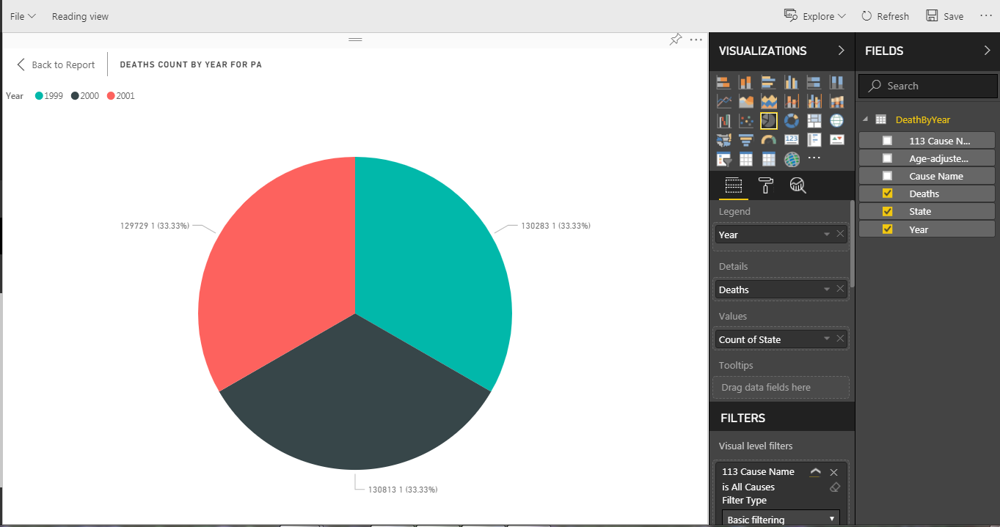 File Reading view Explore Refresh Save ...
Back to Report DEATHS COUNT BY YEAR FOR PA
Year 1999 2000 2001
129729 1 (33.33%)
130283 1 (33.33%)
130813 1 (33.33%)
VISUALIZATIONS
123
Legend
Year
Details
Deaths
Values
Count of State
Tooltips
Drag data fields here
FILTERS
Visual level filters
113 Cause Name
is All Causes
Filter Type
Basic filtering
FIELDS
Search
DeathByYear
113 Cause N...
Age-adjuste...
Cause Name
Deaths
State
Year